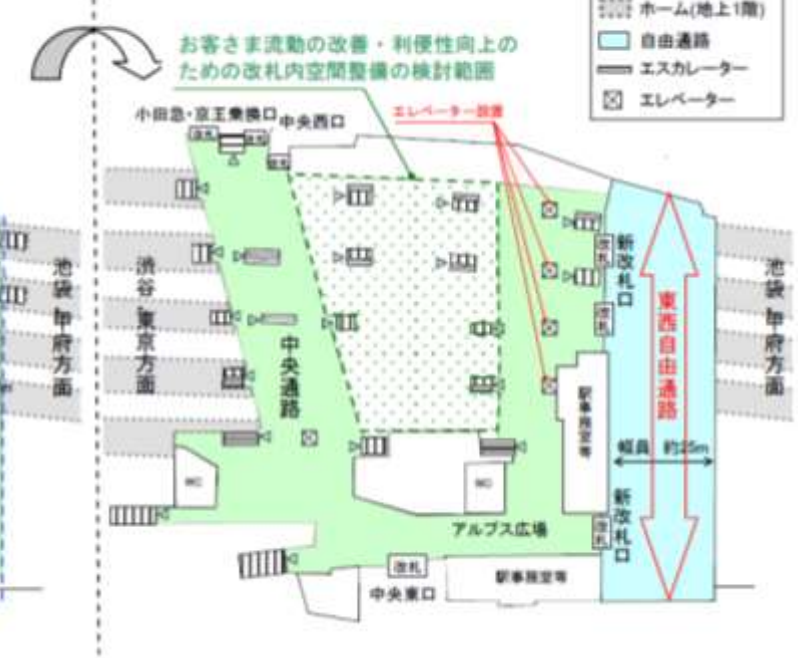 ホーム(地上1階)
自由通路
エスカレーター
エレベーター
お客さま流動の改善・利便性向上の
ための改札内空間整備の検討範囲
小田急・京王乗換口
中央西口
エレベーター設置
改札
新改札口
改札
改札
池袋・甲府方面
渋谷・東京方面
中央通路
東西自由通路
池袋・甲府方面
駅事務室等
幅員 約25m
アルプス広場
新改札口
改札
改札
中央東口
駅事務室等